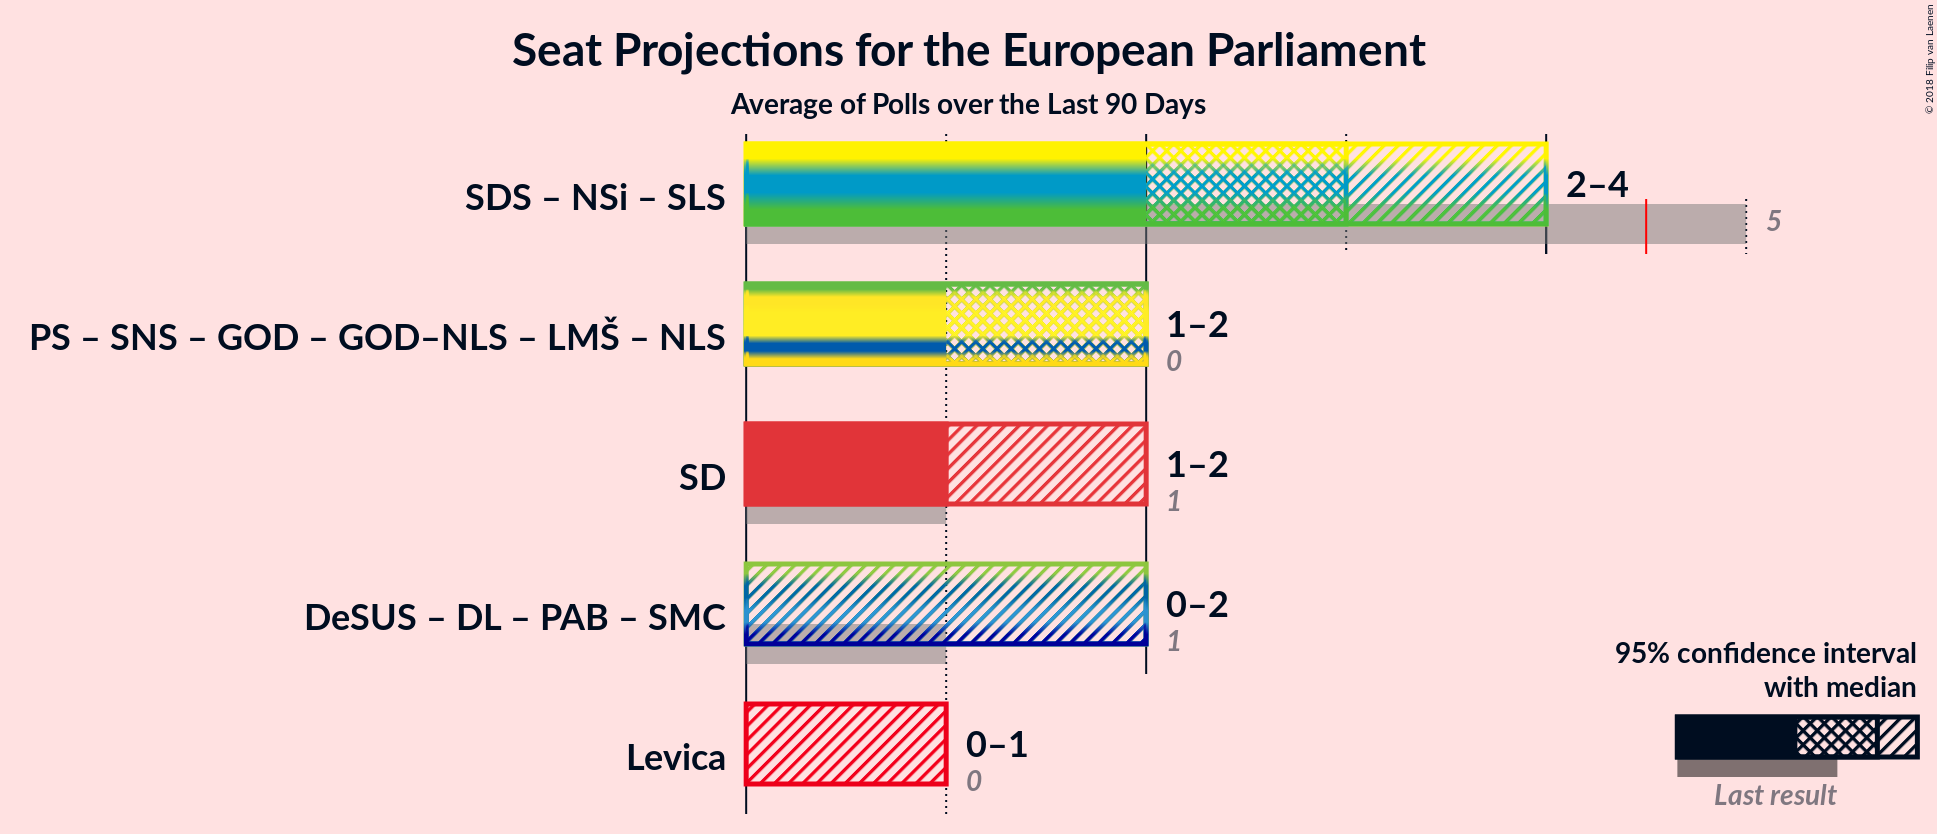 Seat Projections for the European Parliament
Average of Polls over the Last 90 Days
© 2018 Filip van Laenen
SDS – NSi – SLS
2–4
5
PS – SNS – GOD – GOD–NLS – LMŠ – NLS
1–2
0
SD
1–2
1
DeSUS – DL – PAB – SMC
0–2
1
Levica
0–1
0
95% confidence interval
with median
Last result